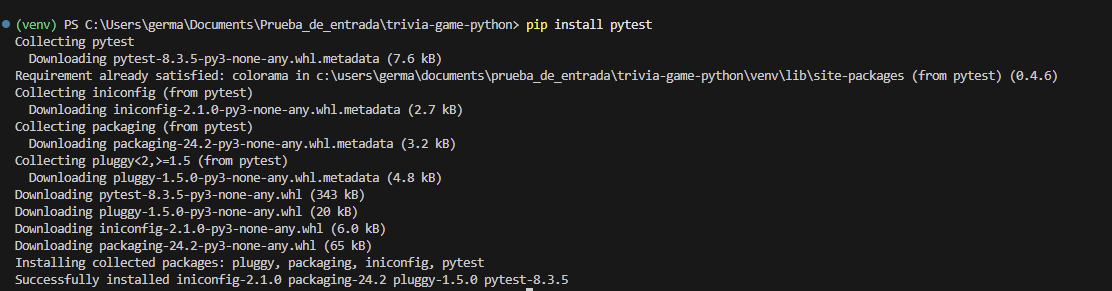 (venv) PS C:\Users\germa\Documents\Prueba_de_entrada\trivia-game-python> pip install pytest
Collecting pytest
  Downloading pytest-8.3.5-py3-none-any.whl.metadata (7.6 kB)
Requirement already satisfied: colorama in c:\users\germa\documents\prueba_de_entrada\trivia-game-python\venv\lib\site-packages (from pytest) (0.4.6)
Collecting iniconfig (from pytest)
  Downloading iniconfig-2.1.0-py3-none-any.whl.metadata (2.7 kB)
Collecting packaging (from pytest)
  Downloading packaging-24.2-py3-none-any.whl.metadata (3.2 kB)
Collecting pluggy<2,>=1.5 (from pytest)
  Downloading pluggy-1.5.0-py3-none-any.whl.metadata (4.8 kB)
Downloading pytest-8.3.5-py3-none-any.whl (343 kB)
Downloading pluggy-1.5.0-py3-none-any.whl (20 kB)
Downloading iniconfig-2.1.0-py3-none-any.whl (6.0 kB)
Downloading packaging-24.2-py3-none-any.whl (65 kB)
Installing collected packages: pluggy, packaging, iniconfig, pytest
Successfully installed iniconfig-2.1.0 packaging-24.2 pluggy-1.5.0 pytest-8.3.5